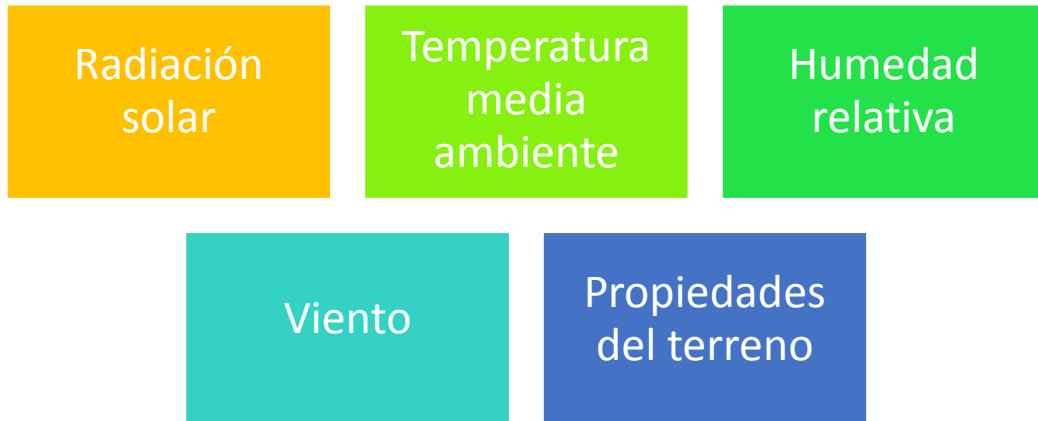 Radiación
solar
Temperatura
media
ambiente
Humedad
relativa
Viento
Propiedades
del terreno